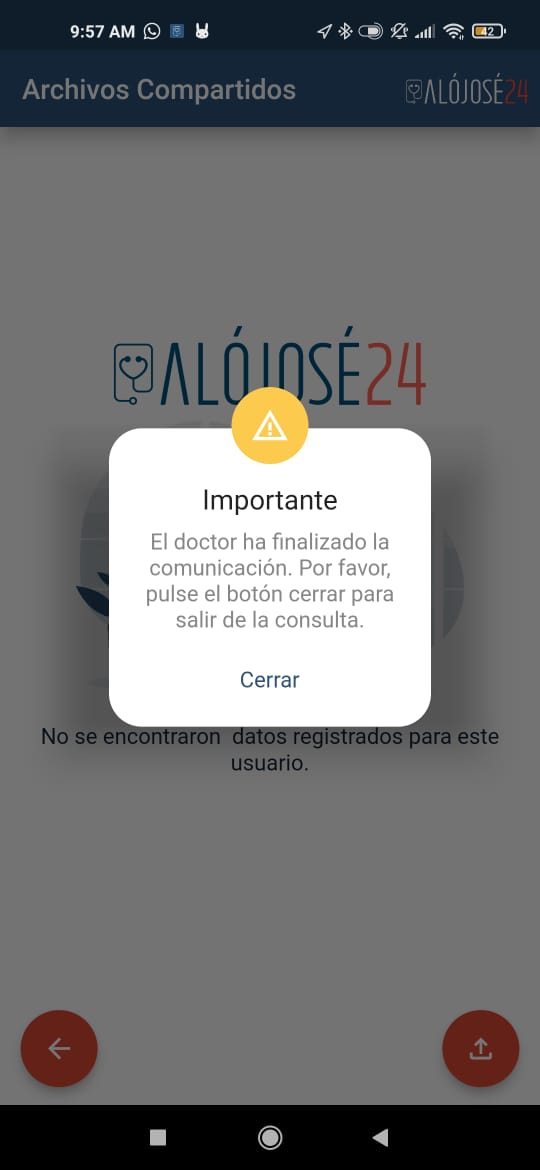 9:57 AM
42
Archivos Compartidos
ALÓJOSÉ24
ALÓJOSÉ24
Importante
El doctor ha finalizado la
comunicación. Por favor,
pulse el botón cerrar para
salir de la consulta.
Cerrar
No se encontraron  datos registrados para este
usuario.